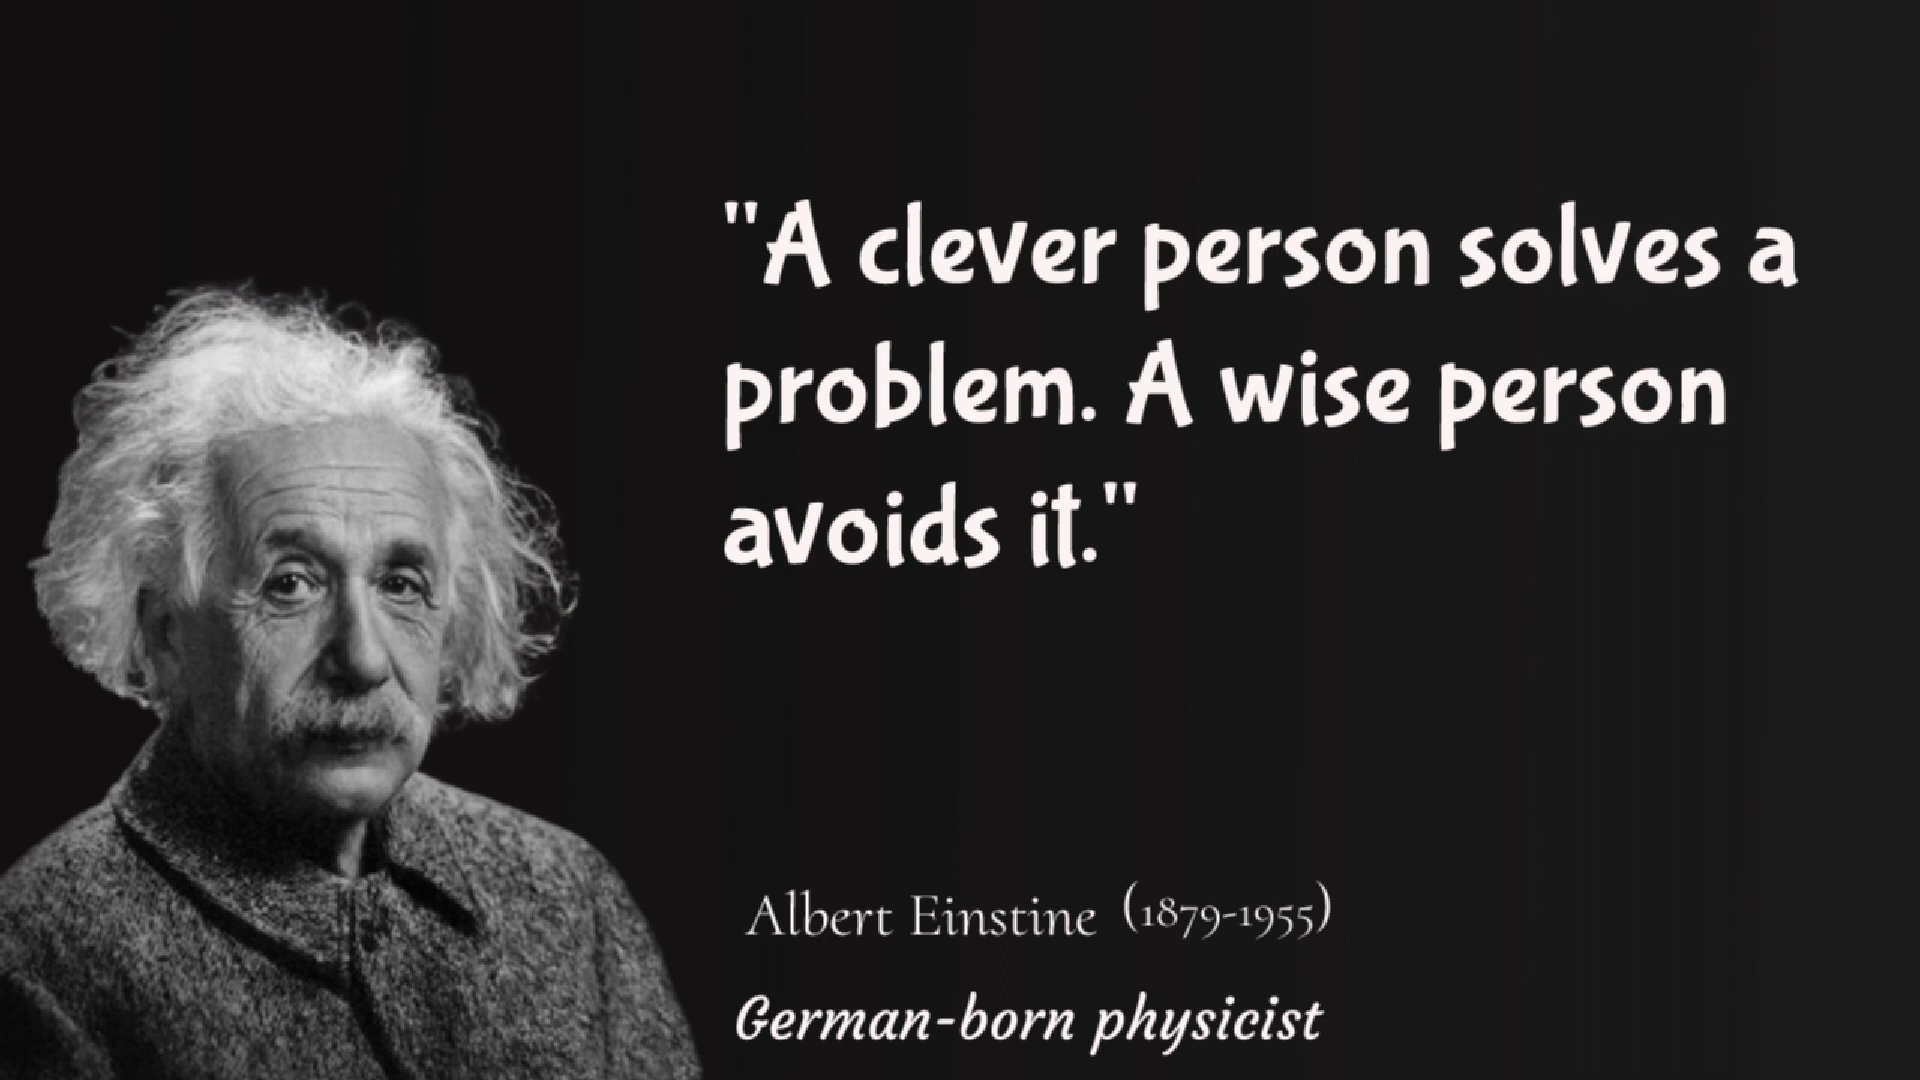 "A clever person solves a
problem. A wise person
avoids it."
Albert Einstine (1879-1955)
German-born physicist